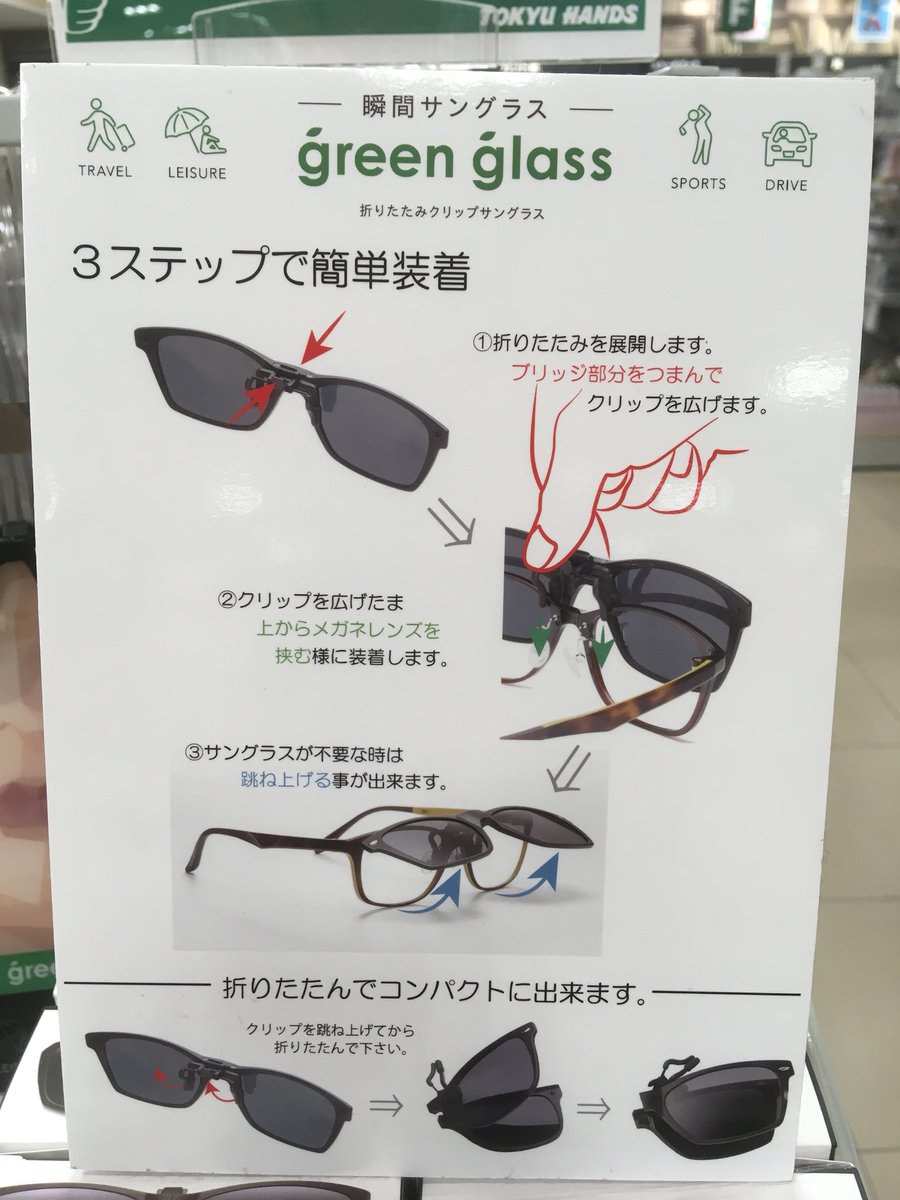 TOKYU HANDS
F
瞬間サングラス
green glass
折りたたみクリップサングラス
TRAVEL
LEISURE
SPORTS
DRIVE
3ステップで簡単装着
①折りたたみを展開します。
ブリッジ部分をつまんで
クリップを広げます。
②クリップを広げたま
上からメガネレンズを
挟む様に装着します。
③サングラスが不要な時は
跳ね上げる事が出来ます。
gree
折りたたんでコンパクトに出来ます。
クリップを跳ね上げてから
折りたたんで下さい。